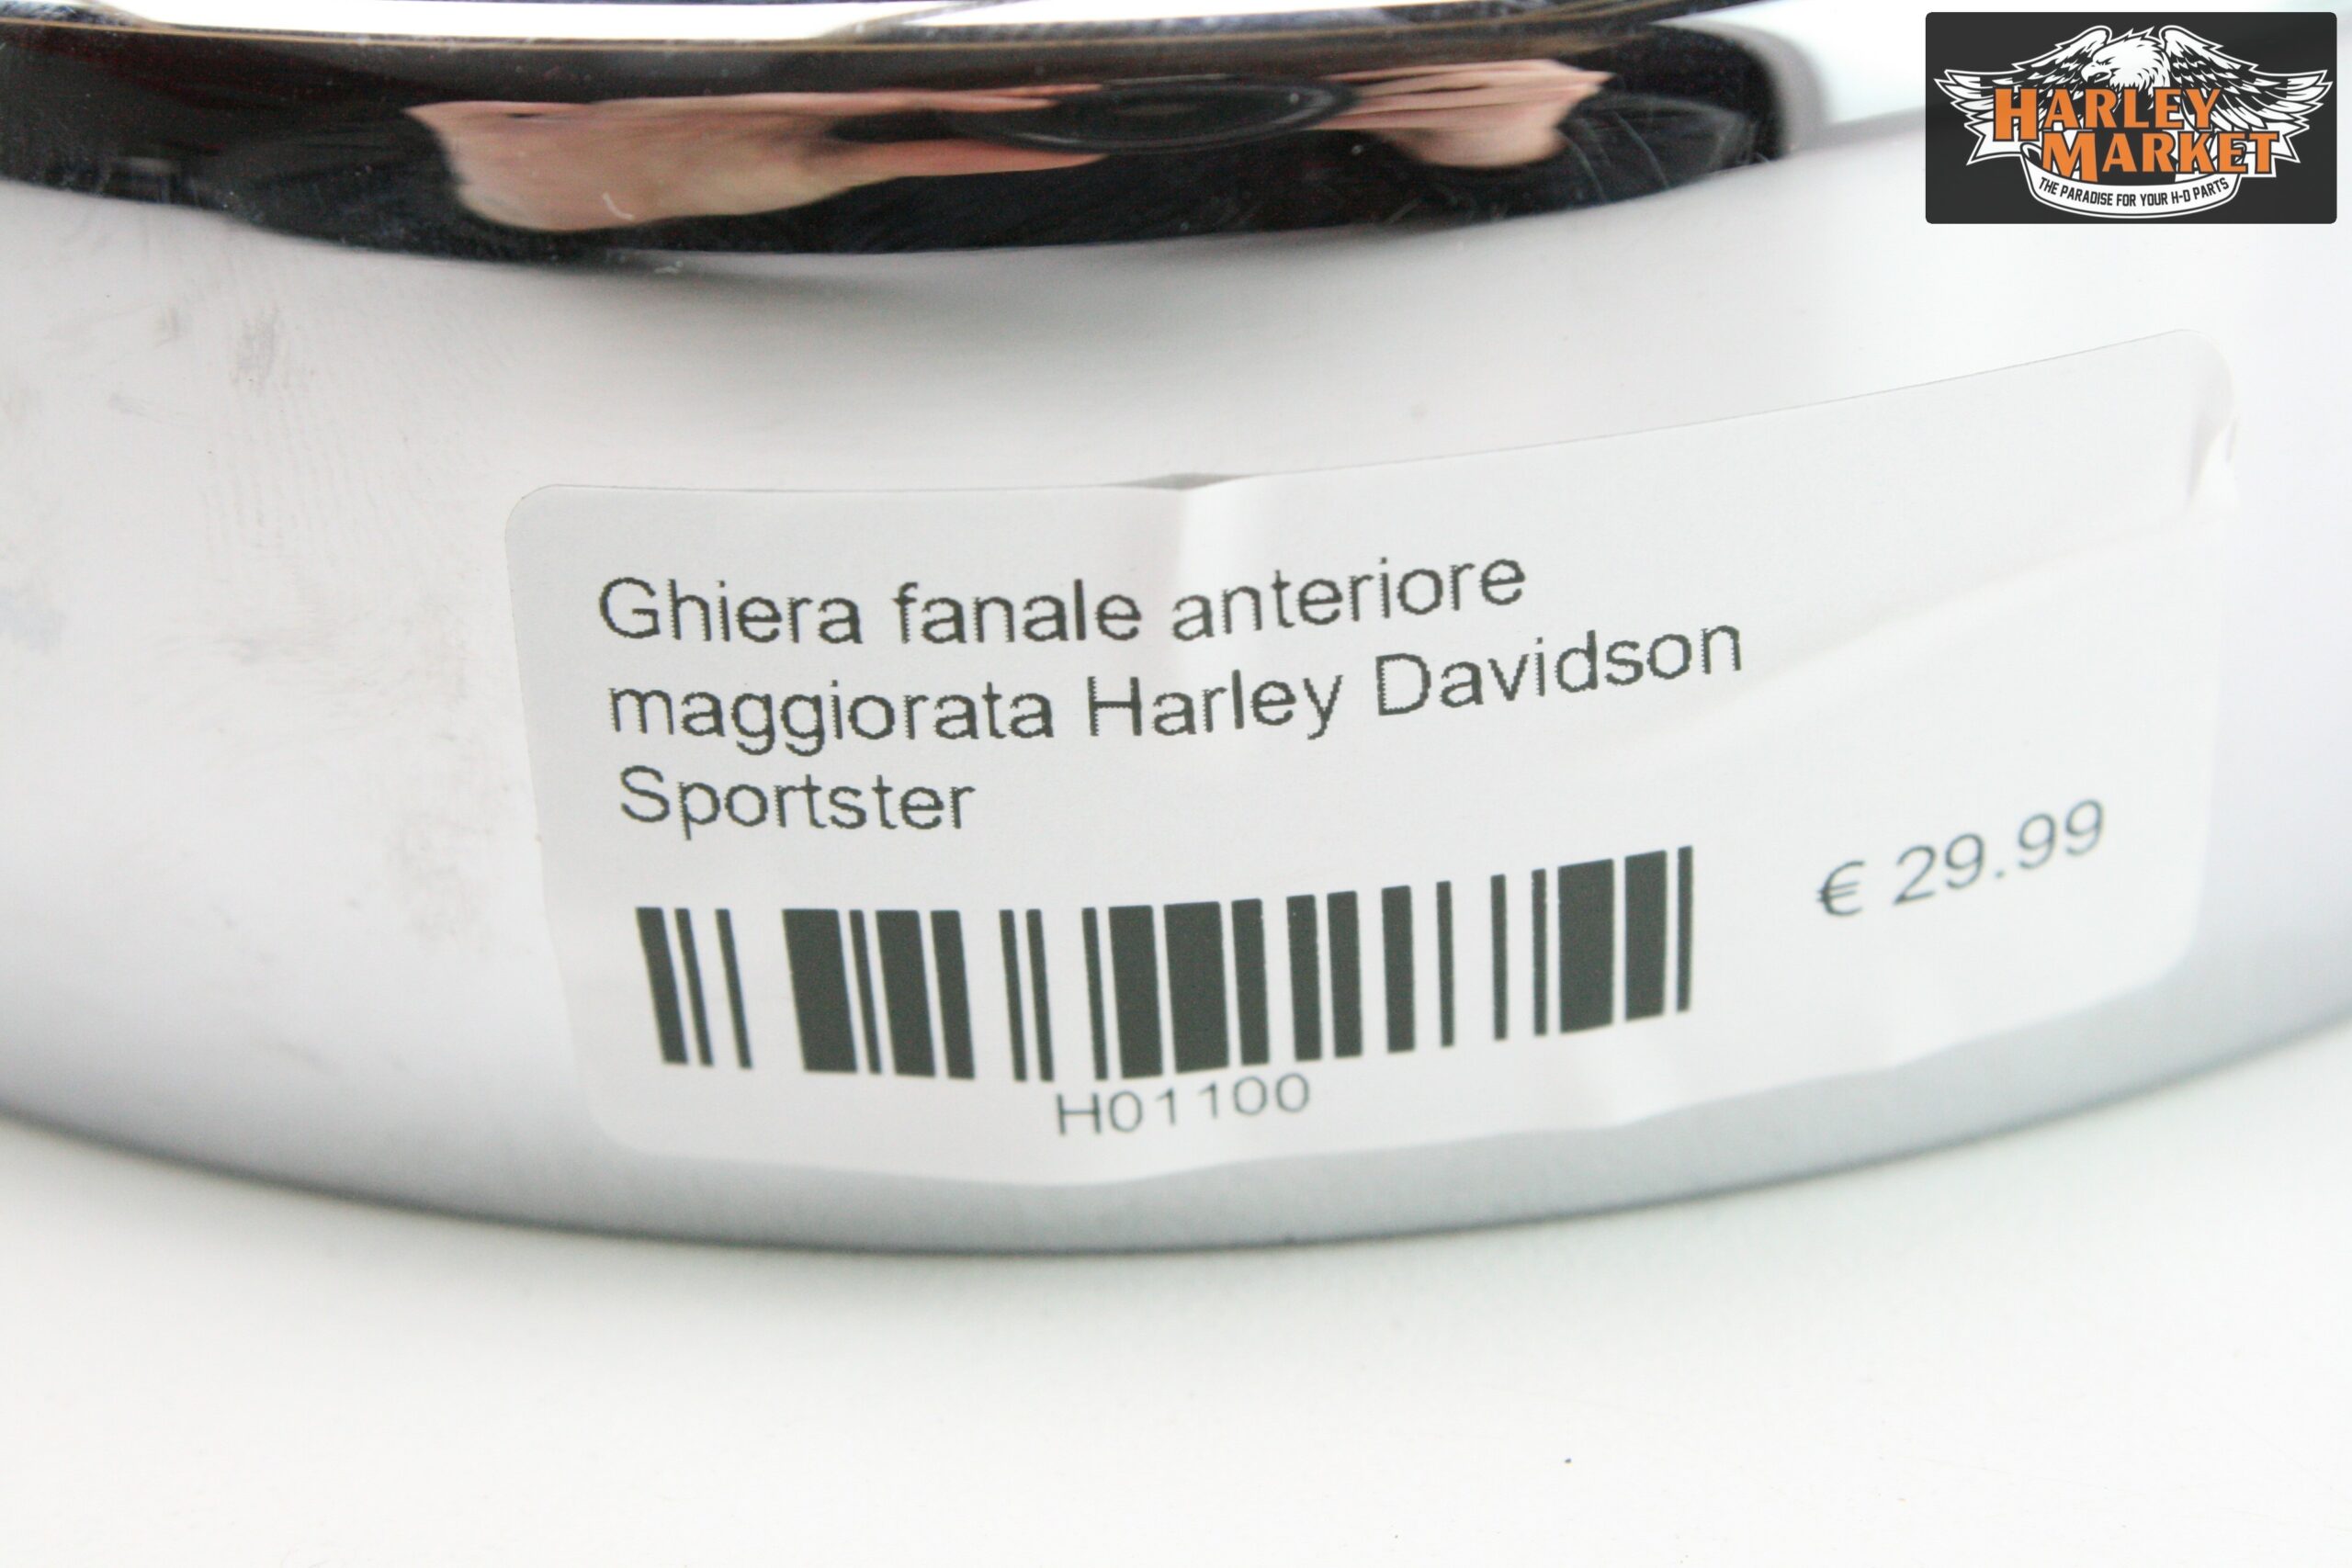 HARLEY
MARKET
THE PARADISE FOR YOUR H-D PARTS
Ghiera fanale anteriore
maggiorata Harley Davidson
Sportster
€ 29.99
H01100